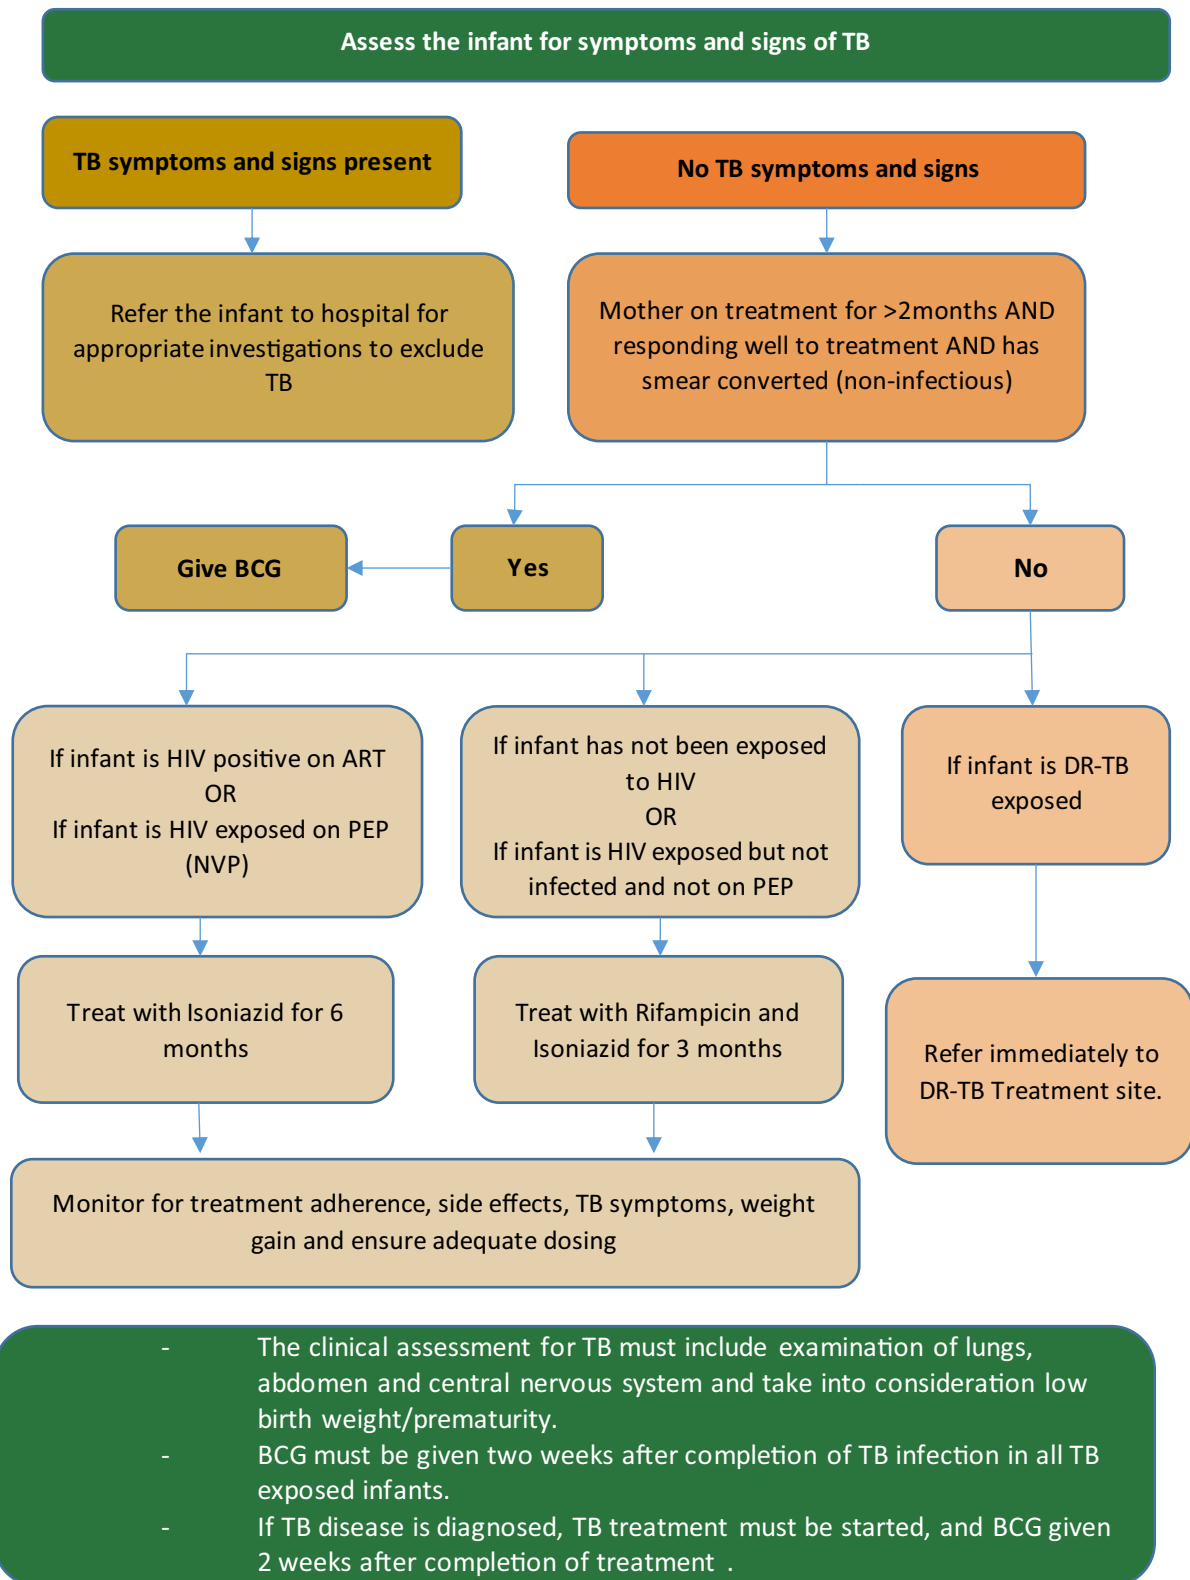 Assess the infant for symptoms and signs of TB
TB symptoms and signs present
No TB symptoms and signs
Refer the infant to hospital for
appropriate investigations to exclude
TB
Mother on treatment for >2months AND
responding well to treatment AND has
smear converted (non-infectious)
Give BCG
Yes
No
If infant is HIV positive on ART
OR
If infant is HIV exposed on PEP
(NVP)
If infant has not been exposed
to HIV
OR
If infant is HIV exposed but not
infected and not on PEP
If infant is DR-TB
exposed
Treat with Isoniazid for 6
months
Treat with Rifampicin and
Isoniazid for 3 months
Refer immediately to
DR-TB Treatment site.
Monitor for treatment adherence, side effects, TB symptoms, weight
gain and ensure adequate dosing
- The clinical assessment for TB must include examination of lungs,
abdomen and central nervous system and take into consideration low
birth weight/prematurity.
- BCG must be given two weeks after completion of TB infection in all TB
exposed infants.
- If TB disease is diagnosed, TB treatment must be started, and BCG given
2 weeks after completion of treatment .